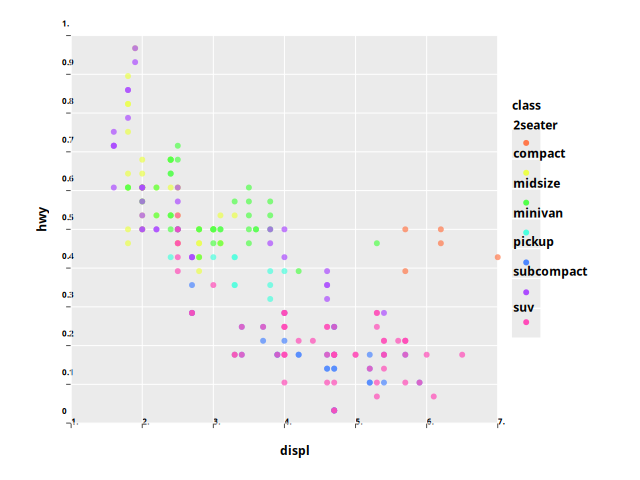 1.
0.9
0.8
0.7
0.6
0.5
0.4
0.3
0.2
0.1
0
1. 2. 3. 4. 5. 6. 7.
hwy
displ
class
2seater
compact
midsize
minivan
pickup
subcompact
suv